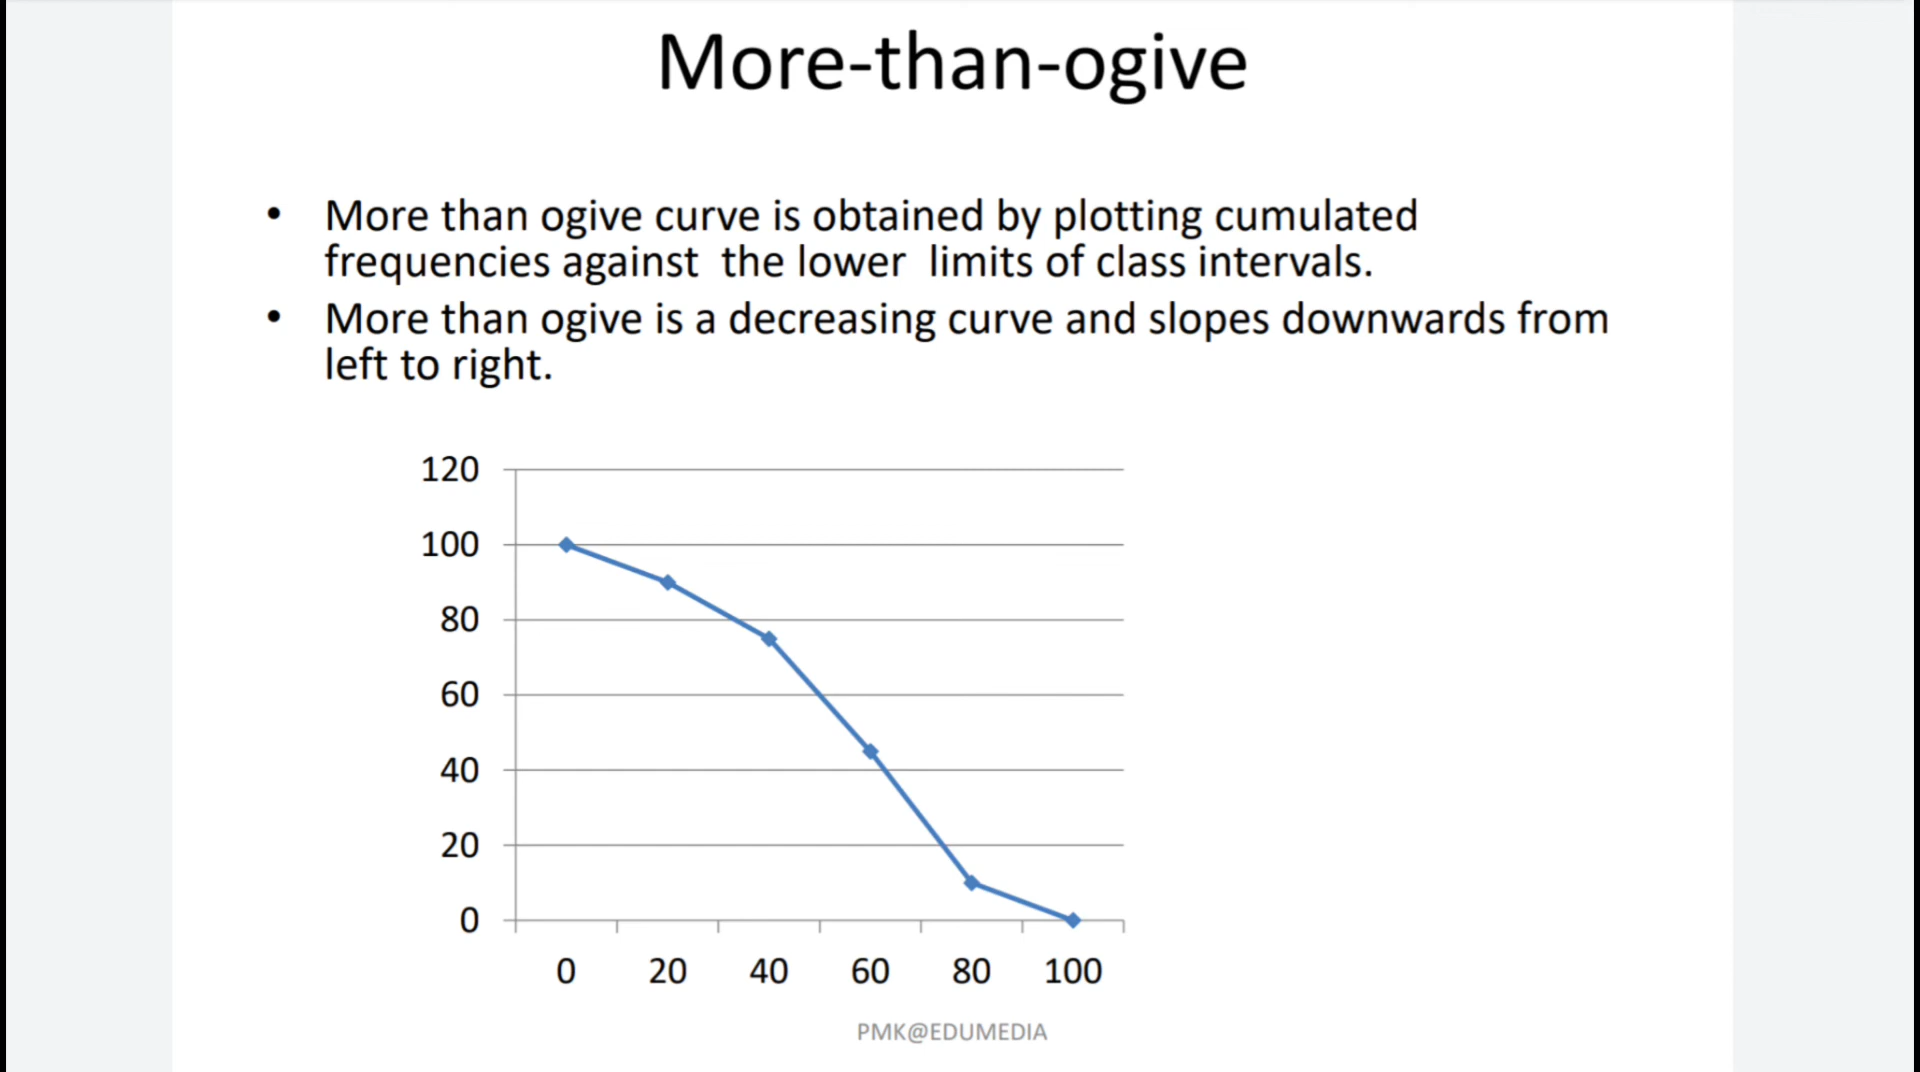 More-than-ogive
• More than ogive curve is obtained by plotting cumulated
frequencies against the lower limits of class intervals.
• More than ogive is a decreasing curve and slopes downwards from
left to right.
120
100
80
60
40
20
0
0 20 40 60 80 100
PMK@EDUMEDIA